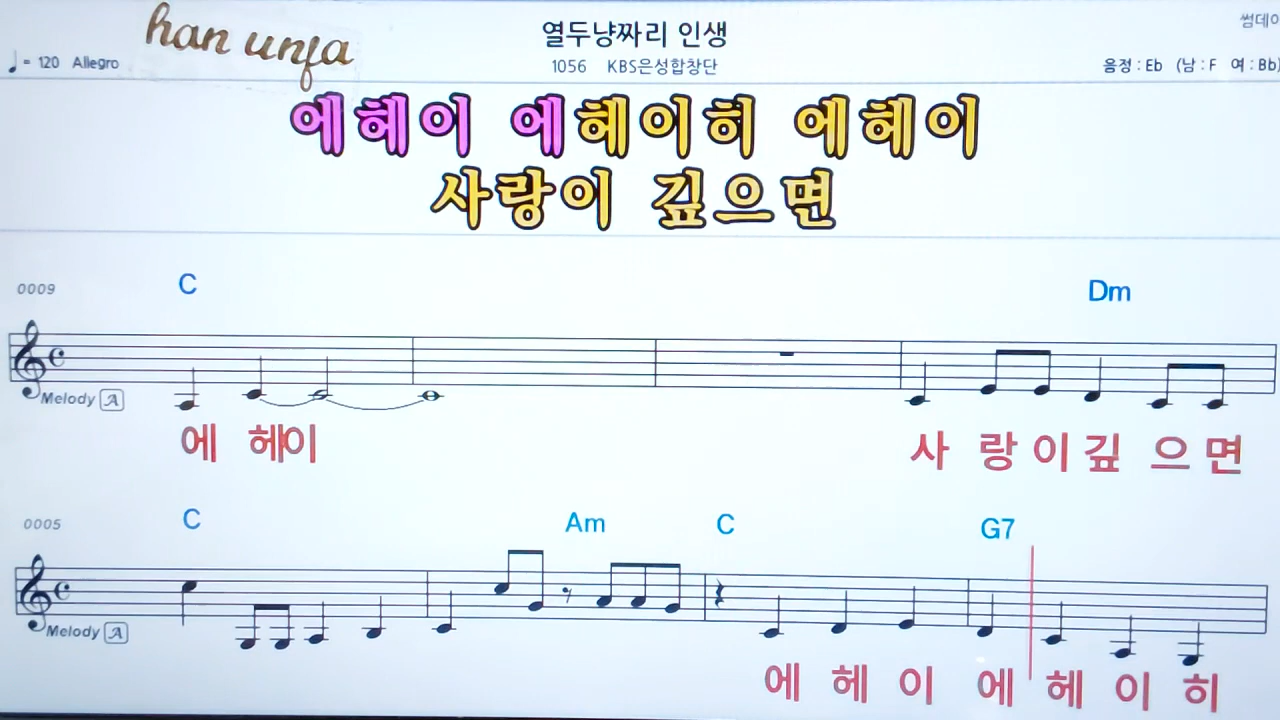 han unfa
열두냥짜리 인생
썸데이
♩= 120 Allegro
1056 KBS은성합창단
음정 : Eb (남 : F 여 : Bb)
에헤이 에헤이히 에헤이
사랑이 깊으면
0009
C Dm
Melody A
에 헤이 사 랑 이 깊 으 면
0005
C Am C G7
Melody A
에 헤 이 에 헤 이 히